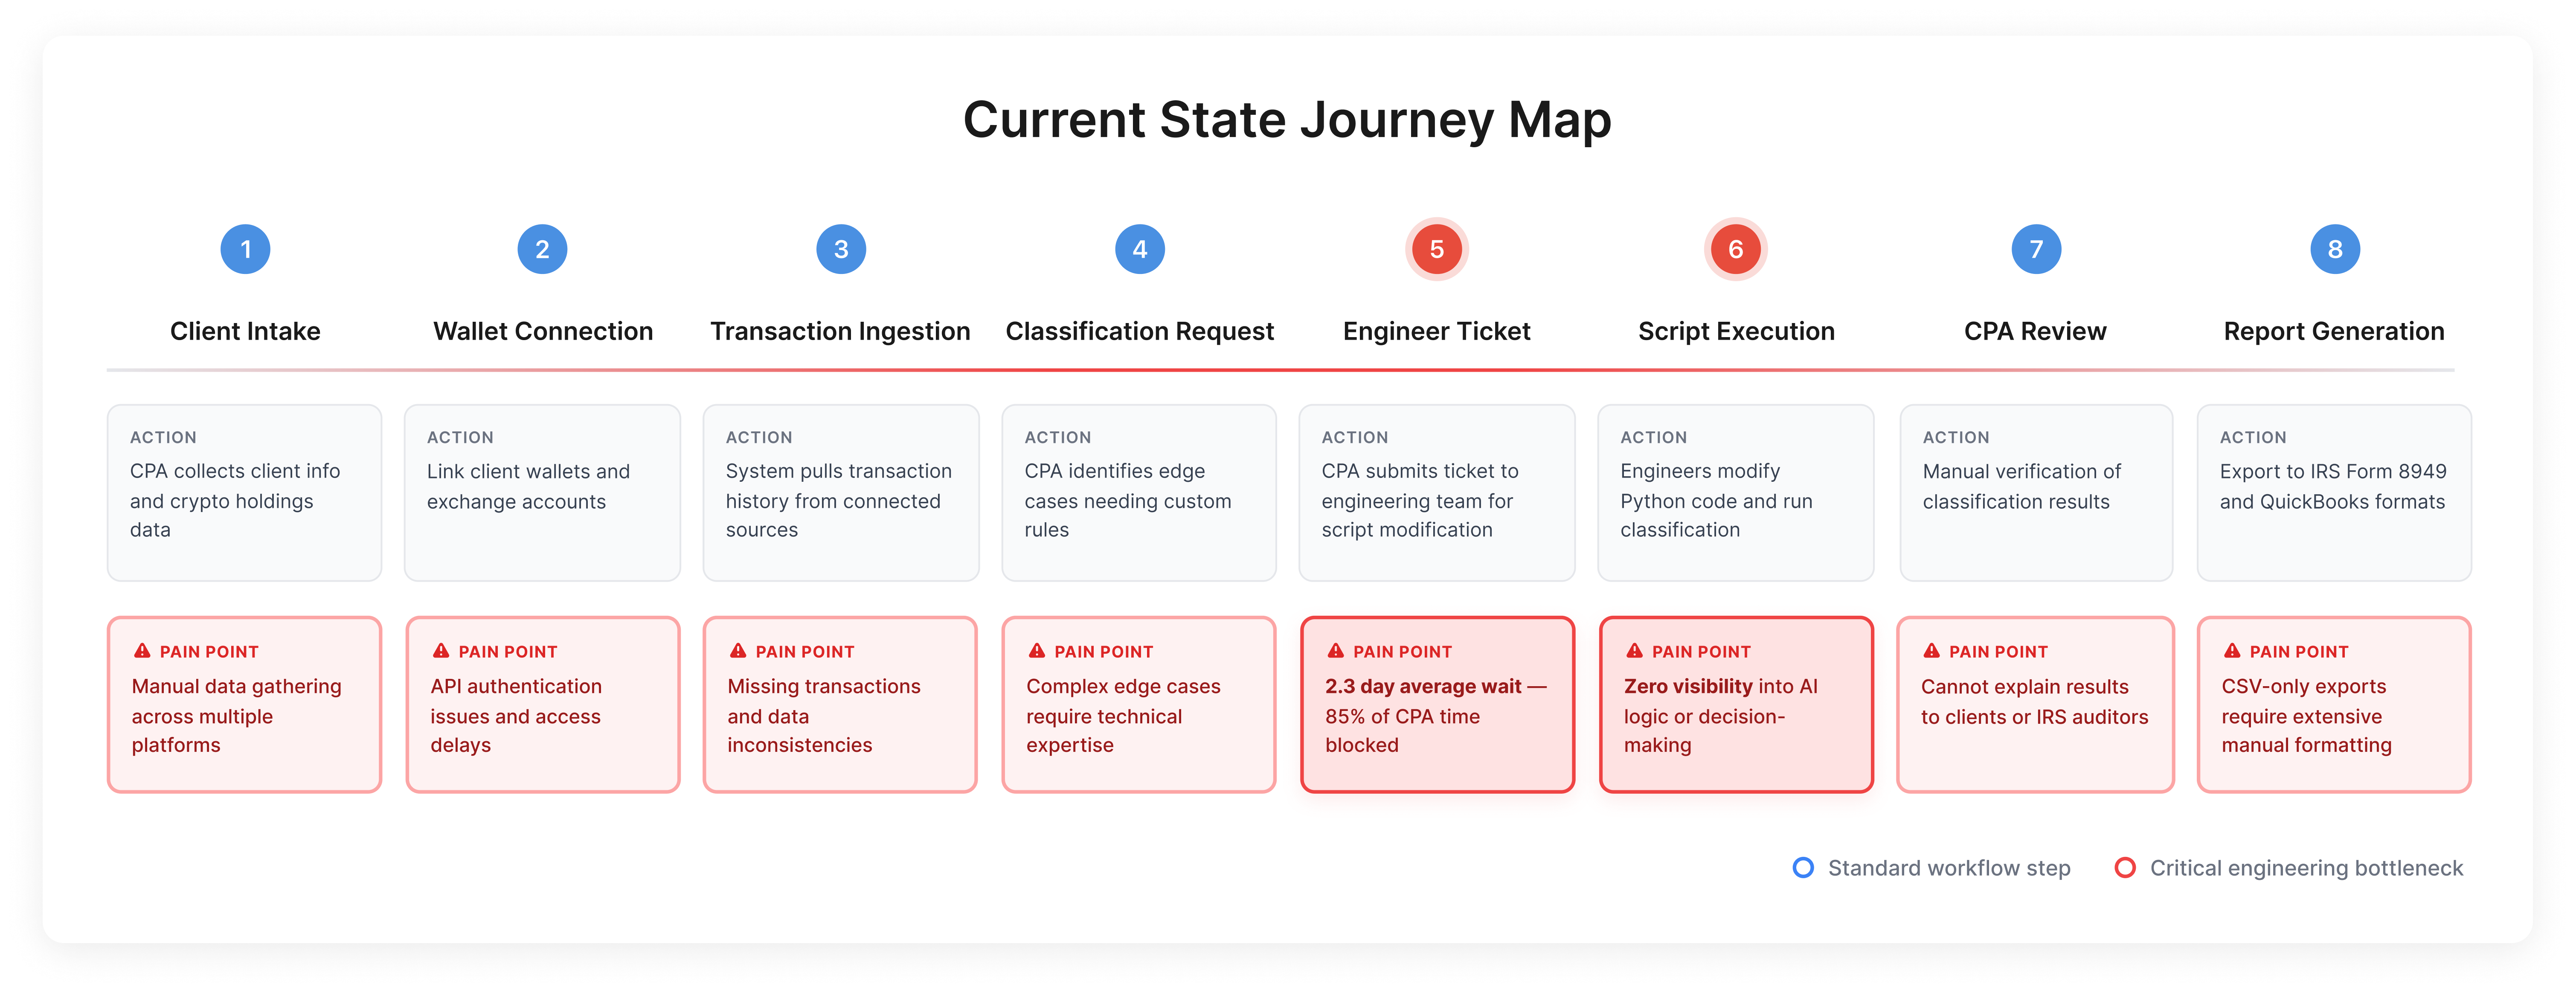 Current State Journey Map
1
2
3
4
5
6
7
8
Client Intake
Wallet Connection
Transaction Ingestion
Classification Request
Engineer Ticket
Script Execution
CPA Review
Report Generation
ACTION
CPA collects client info
and crypto holdings
data
ACTION
Link client wallets and
exchange accounts
ACTION
System pulls transaction
history from connected
sources
ACTION
CPA identifies edge
cases needing custom
rules
ACTION
CPA submits ticket to
engineering team for
script modification
ACTION
Engineers modify
Python code and run
classification
ACTION
Manual verification of
classification results
ACTION
Export to IRS Form 8949
and QuickBooks formats
PAIN POINT
Manual data gathering
across multiple
platforms
PAIN POINT
API authentication
issues and access
delays
PAIN POINT
Missing transactions
and data
inconsistencies
PAIN POINT
Complex edge cases
require technical
expertise
PAIN POINT
2.3 day average wait —
85% of CPA time
blocked
PAIN POINT
Zero visibility into AI
logic or decision-
making
PAIN POINT
Cannot explain results
to clients or IRS auditors
PAIN POINT
CSV-only exports
require extensive
manual formatting
Standard workflow step
Critical engineering bottleneck